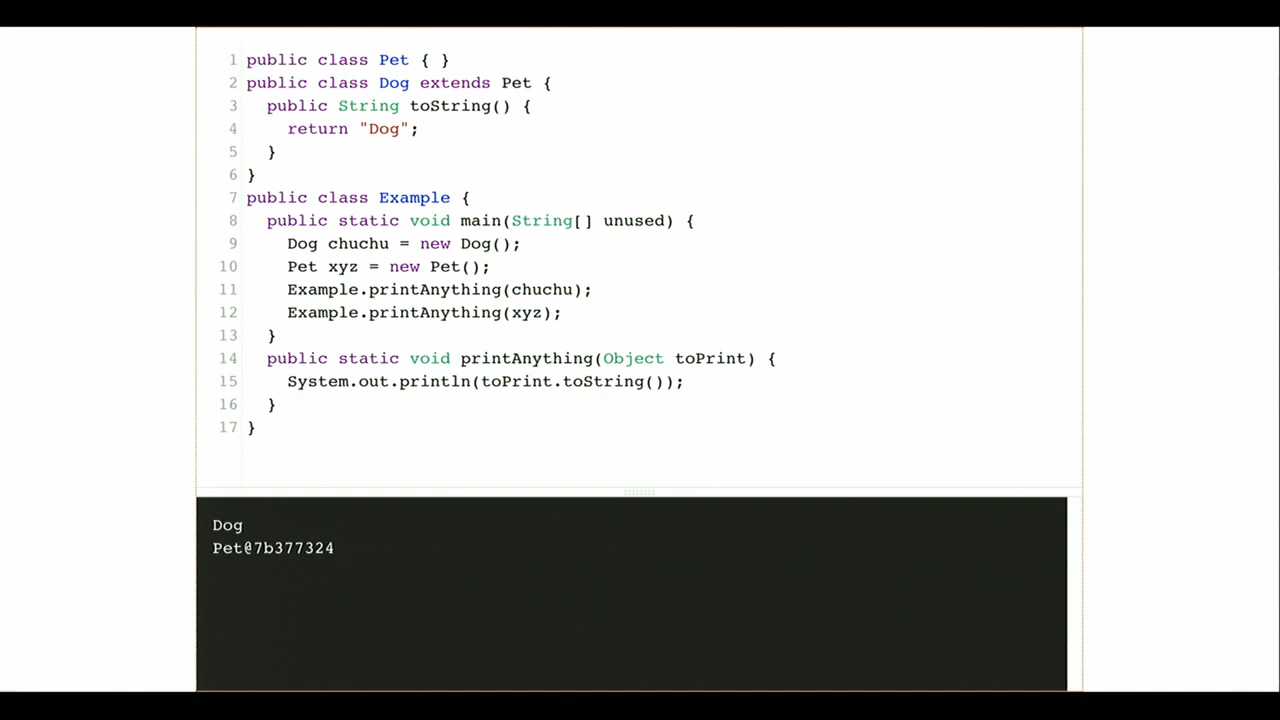 1 public class Pet { }
2 public class Dog extends Pet {
3   public String toString() {
4     return "Dog";
5   }
6 }
7 public class Example {
8   public static void main(String[] unused) {
9     Dog chuchu = new Dog();
10     Pet xyz = new Pet();
11     Example.printAnything(chuchu);
12     Example.printAnything(xyz);
13   }
14   public static void printAnything(Object toPrint) {
15     System.out.println(toPrint.toString());
16   }
17 }
Dog
Pet@7b377324